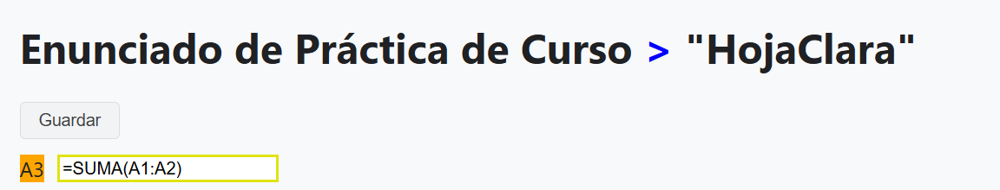 Enunciado de Práctica de Curso > "HojaClara"
Guardar
A3 =SUMA(A1:A2)